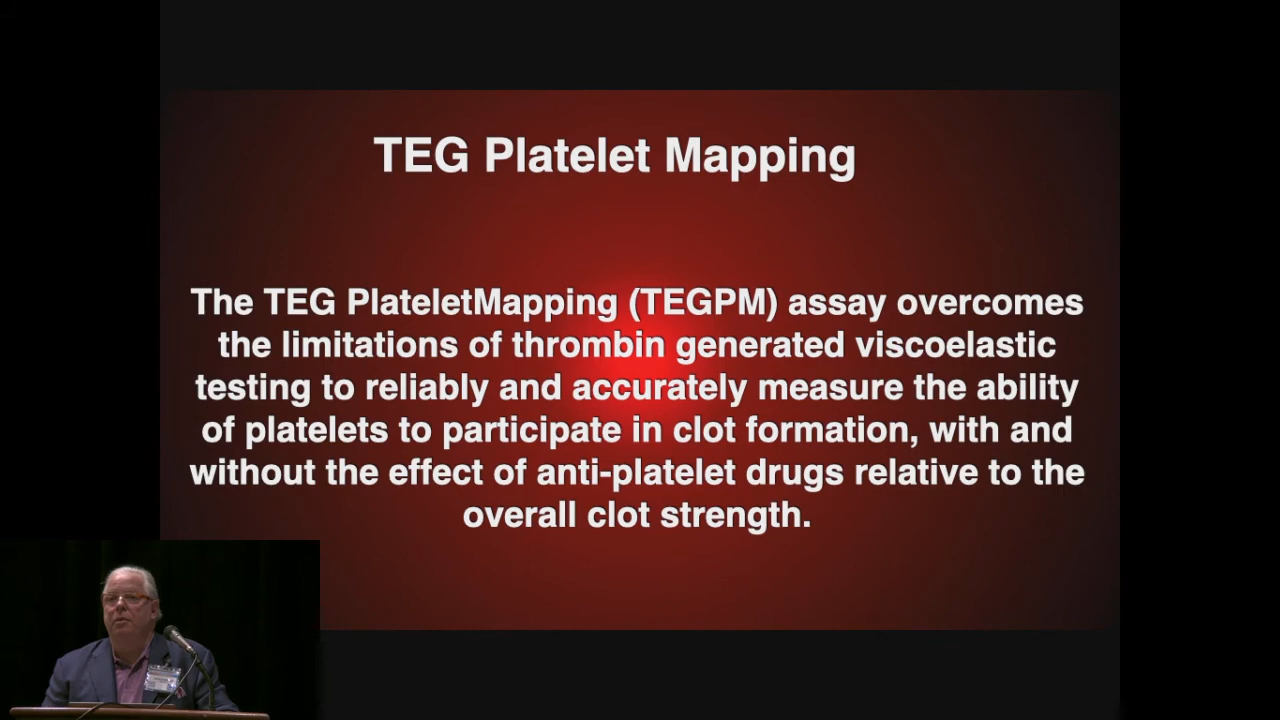 TEG Platelet Mapping
The TEG PlateletMapping (TEGPM) assay overcomes
the limitations of thrombin generated viscoelastic
testing to reliably and accurately measure the ability
of platelets to participate in clot formation, with and
without the effect of anti-platelet drugs relative to the
overall clot strength.